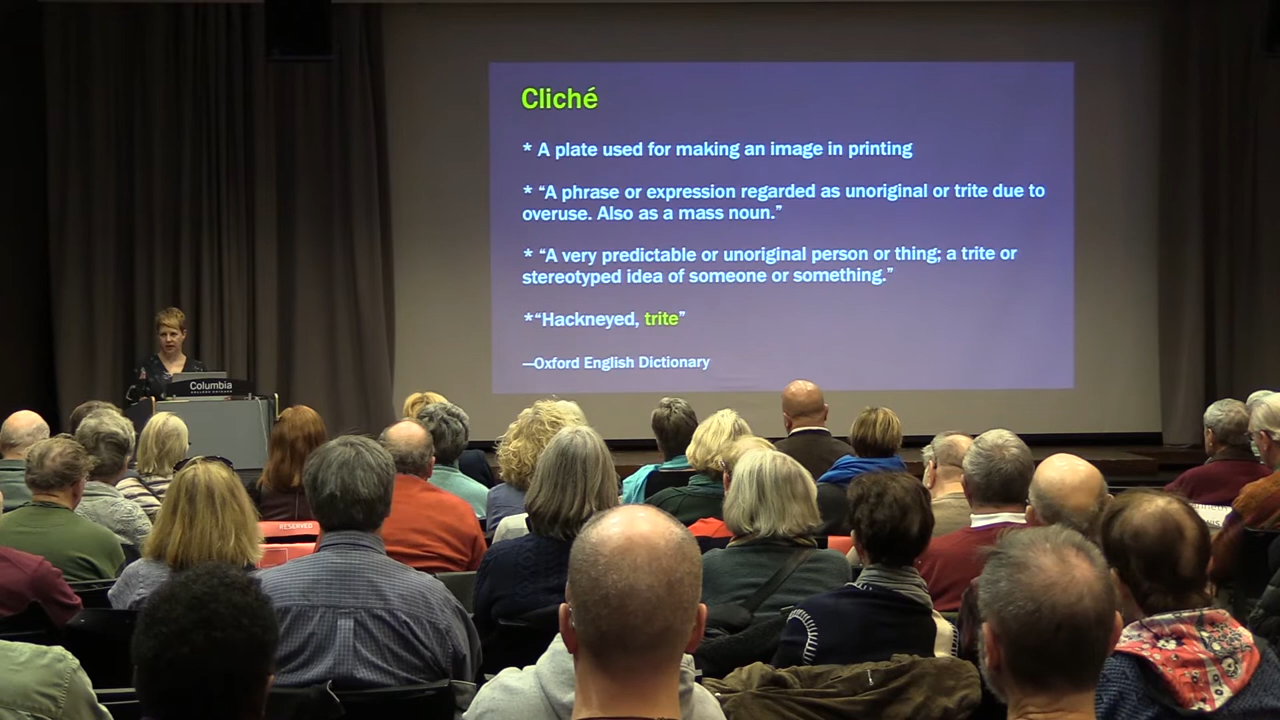 Cliché
* A plate used for making an image in printing
* “A phrase or expression regarded as unoriginal or trite due to
overuse. Also as a mass noun.”
* “A very predictable or unoriginal person or thing; a trite or
stereotyped idea of someone or something.”
*“Hackneyed, trite”
—Oxford English Dictionary
Columbia
COLLEGE CHICAGO
RESERVED